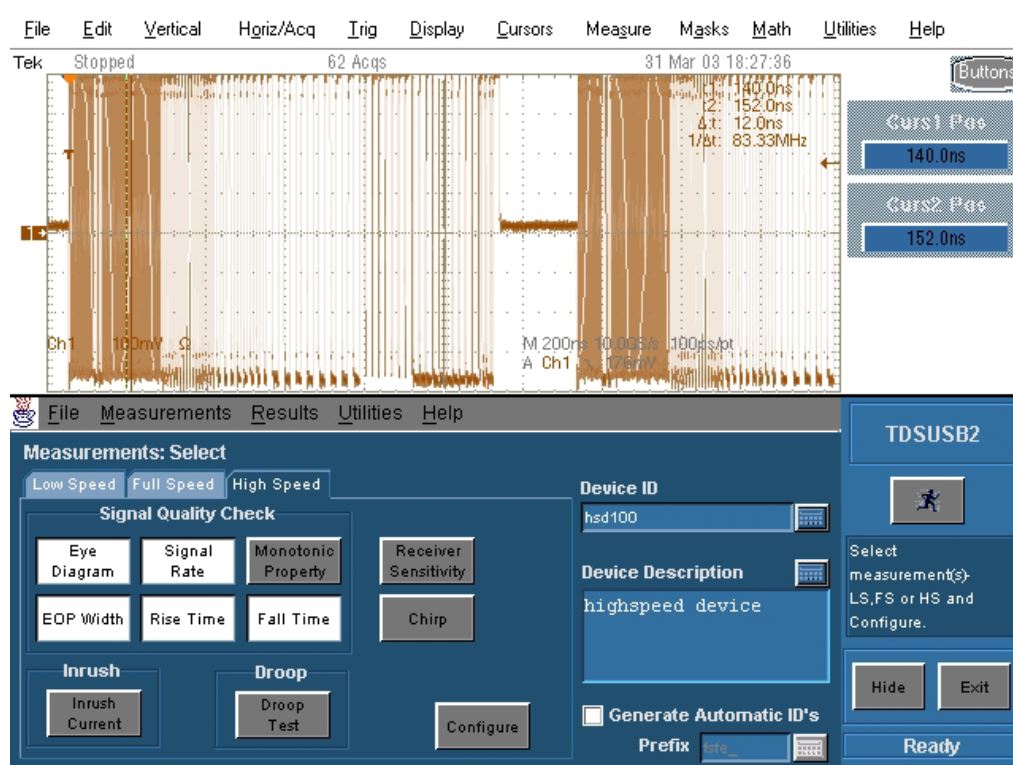 File Edit Vertical Horiz/Acq Trig Display Cursors Measure Masks Math Utilities Help
Tek Stopped 62 Acqs 31 Mar 03 18:27:36
Buttons
t1: 140.0ns
t2: 152.0ns
Δt: 12.0ns
1/Δt: 83.33MHz
Curs1 Pos
140.0ns
Curs2 Pos
152.0ns
1
Ch1 100mV Ω M 200ns 10.0GS/s 100ps/pt
A Ch1 176mV
File Measurements Results Utilities Help
TDSUSB2
Measurements: Select
Low Speed Full Speed High Speed
Signal Quality Check
Eye Diagram
Signal Rate
Monotonic Property
Receiver Sensitivity
EOP Width
Rise Time
Fall Time
Chirp
Inrush
Inrush Current
Droop
Droop Test
Configure
Device ID
hsd100
Device Description
highspeed device
Generate Automatic ID's
Prefix tsfe_
Select
measurement(s)-
LS,FS or HS and
Configure.
Hide Exit
Ready